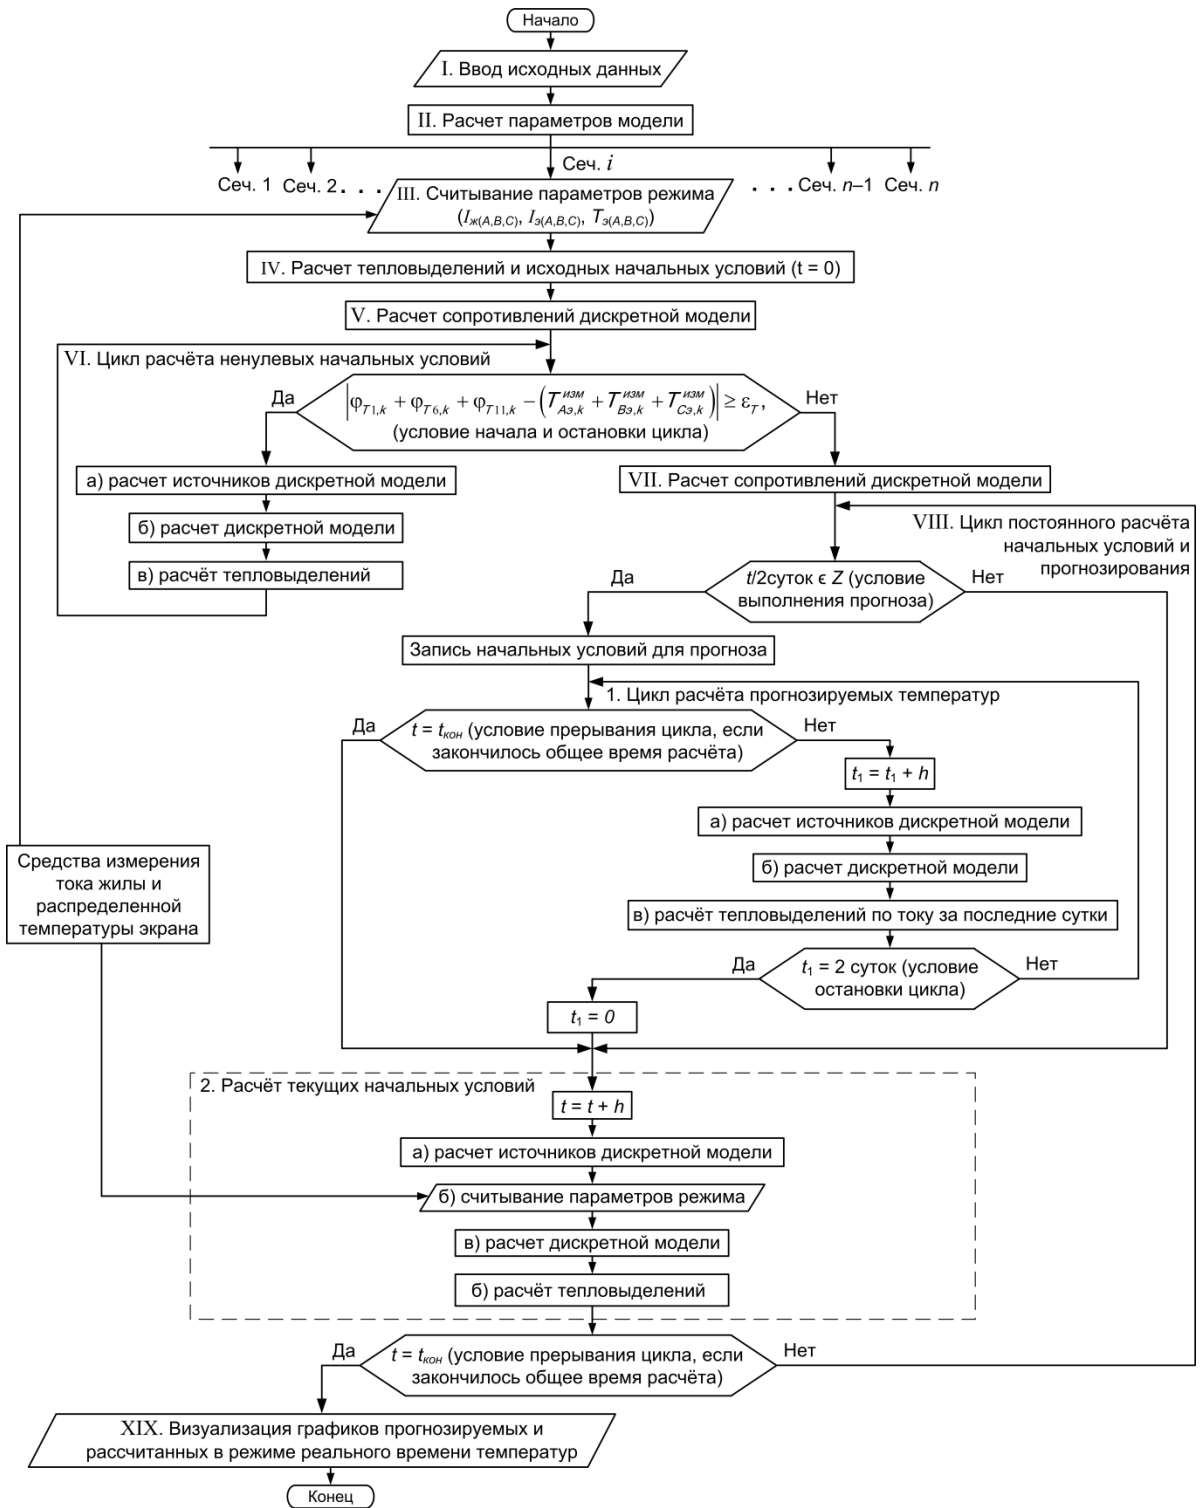 Начало
I. Ввод исходных данных
II. Расчет параметров модели
Сеч. 1 Сеч. 2 . . . Сеч. i . . . Сеч. n–1 Сеч. n
III. Считывание параметров режима
(Iж(A,B,C), Iэ(A,B,C), Tэ(A,B,C))
IV. Расчет тепловыделений и исходных начальных условий (t = 0)
V. Расчет сопротивлений дискретной модели
VI. Цикл расчёта ненулевых начальных условий
Да
|φT1,k + φT6,k + φT11,k − (TАэ,k^изм + TВэ,k^изм + TСэ,k^изм)| ≥ εT,
(условие начала и остановки цикла)
Нет
а) расчет источников дискретной модели
б) расчет дискретной модели
в) расчёт тепловыделений
VII. Расчет сопротивлений дискретной модели
VIII. Цикл постоянного расчёта
начальных условий и
прогнозирования
Да
t/2суток ϵ Z (условие
выполнения прогноза)
Нет
Запись начальных условий для прогноза
1. Цикл расчёта прогнозируемых температур
Да
t = tкон (условие прерывания цикла, если
закончилось общее время расчёта)
Нет
t1 = t1 + h
а) расчет источников дискретной модели
б) расчет дискретной модели
в) расчёт тепловыделений по току за последние сутки
Да
t1 = 2 суток (условие
остановки цикла)
Нет
t1 = 0
Средства измерения
тока жилы и
распределенной
температуры экрана
2. Расчёт текущих начальных условий
t = t + h
а) расчет источников дискретной модели
б) считывание параметров режима
в) расчет дискретной модели
б) расчёт тепловыделений
Да
t = tкон (условие прерывания цикла, если
закончилось общее время расчёта)
Нет
XIX. Визуализация графиков прогнозируемых и
рассчитанных в режиме реального времени температур
Конец